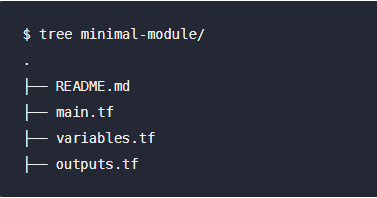 $ tree minimal-module/
.
├── README.md
├── main.tf
├── variables.tf
├── outputs.tf